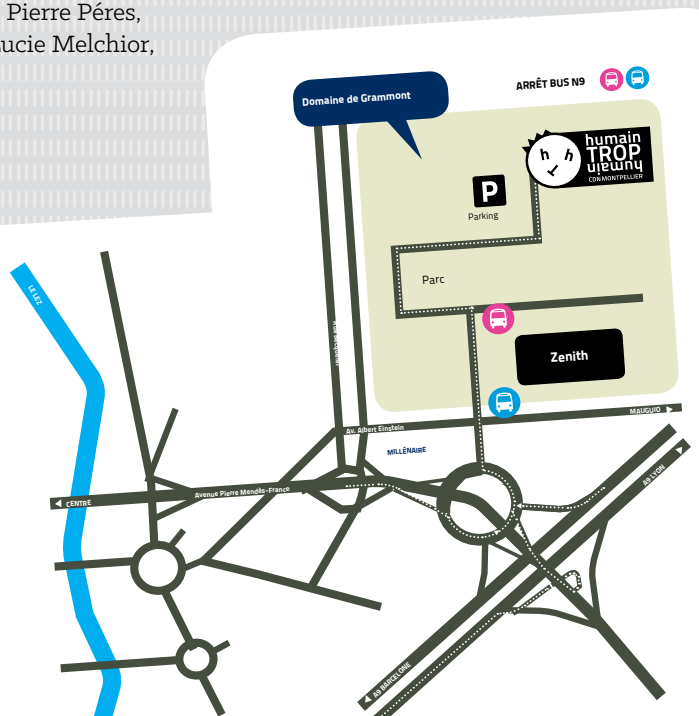 Pierre Péres,
ucie Melchior,
ARRÊT BUS N9
Domaine de Grammont
h h
humain
TROP
humain
CDN MONTPELLIER
P
Parking
Parc
LE LEZ
Zenith
MAUGUIO
Av. Albert Einstein
MILLÉNAIRE
A9 LYON
Avenue Pierre Mendès-France
CENTRE
A9 BARCELONE